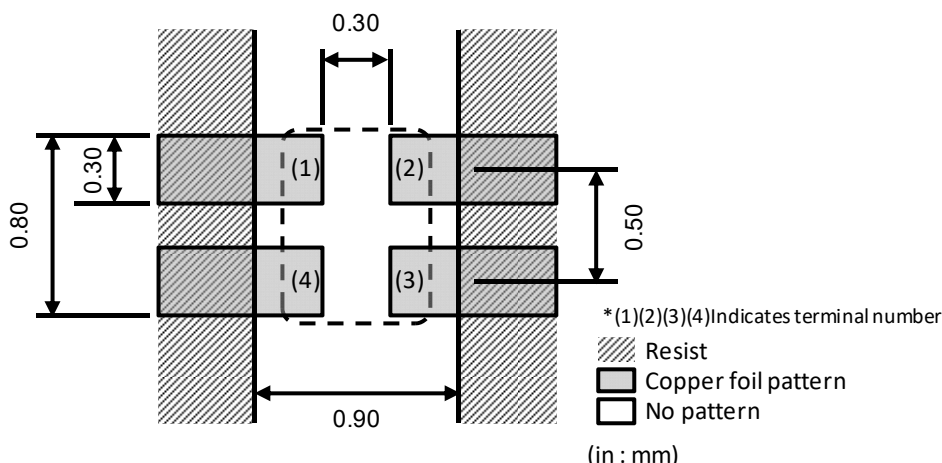 0.30
(1)
(2)
0.30
0.80
0.50
(4)
(3)
*(1)(2)(3)(4)Indicates terminal number
Resist
Copper foil pattern
0.90
No pattern
(in : mm)